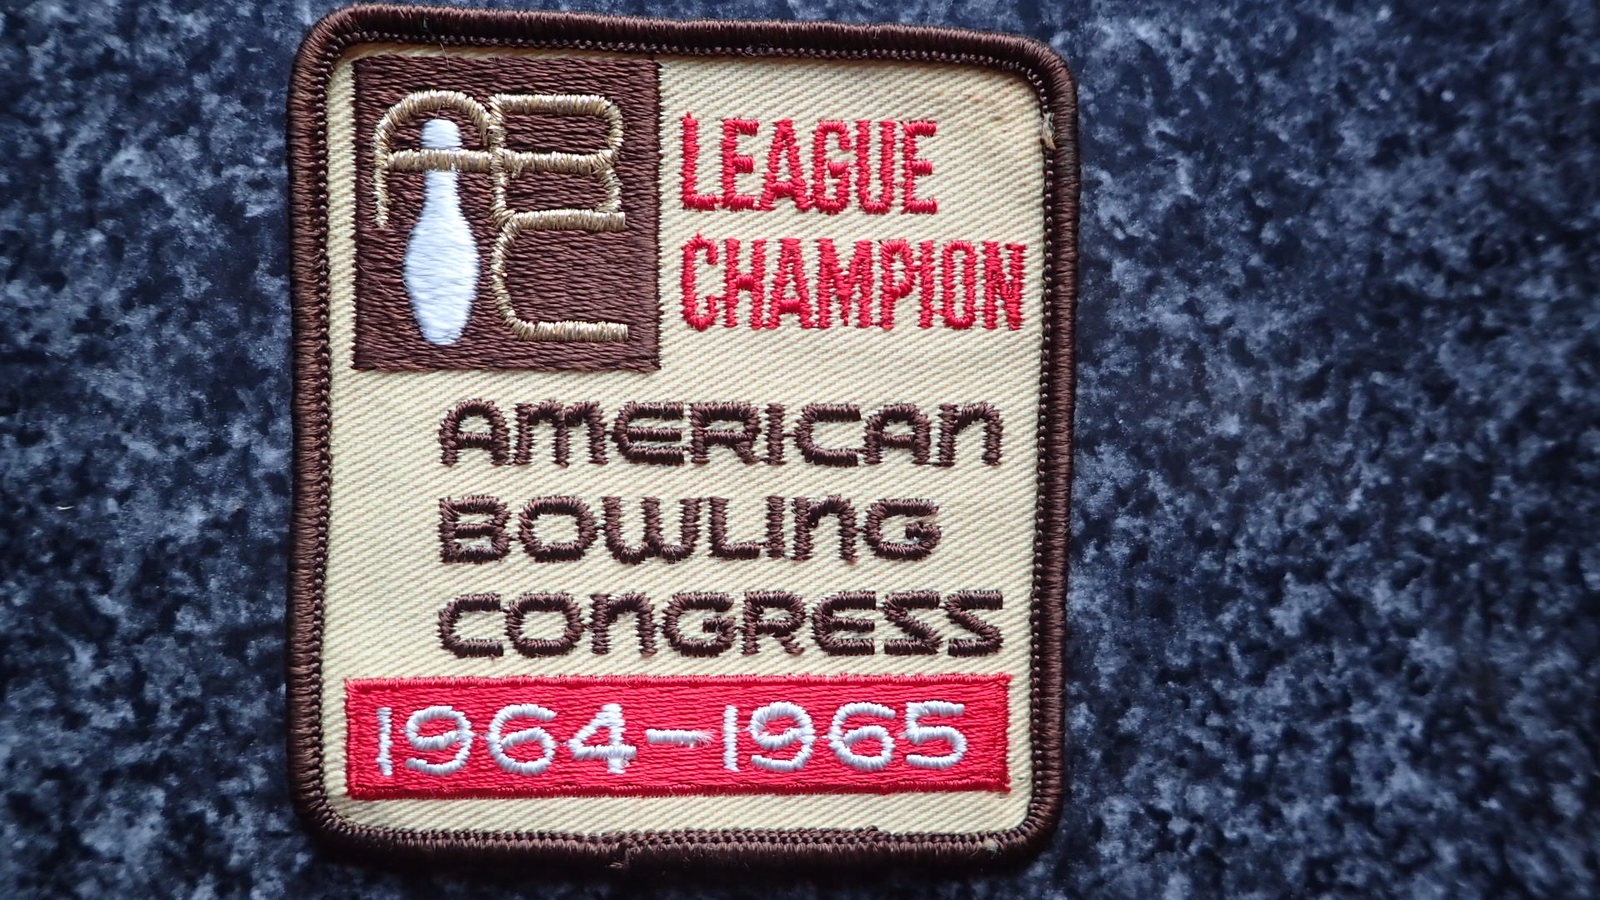 ABC
LEAGUE
CHAMPION
AMERICAN
BOWLING
CONGRESS
1964-1965